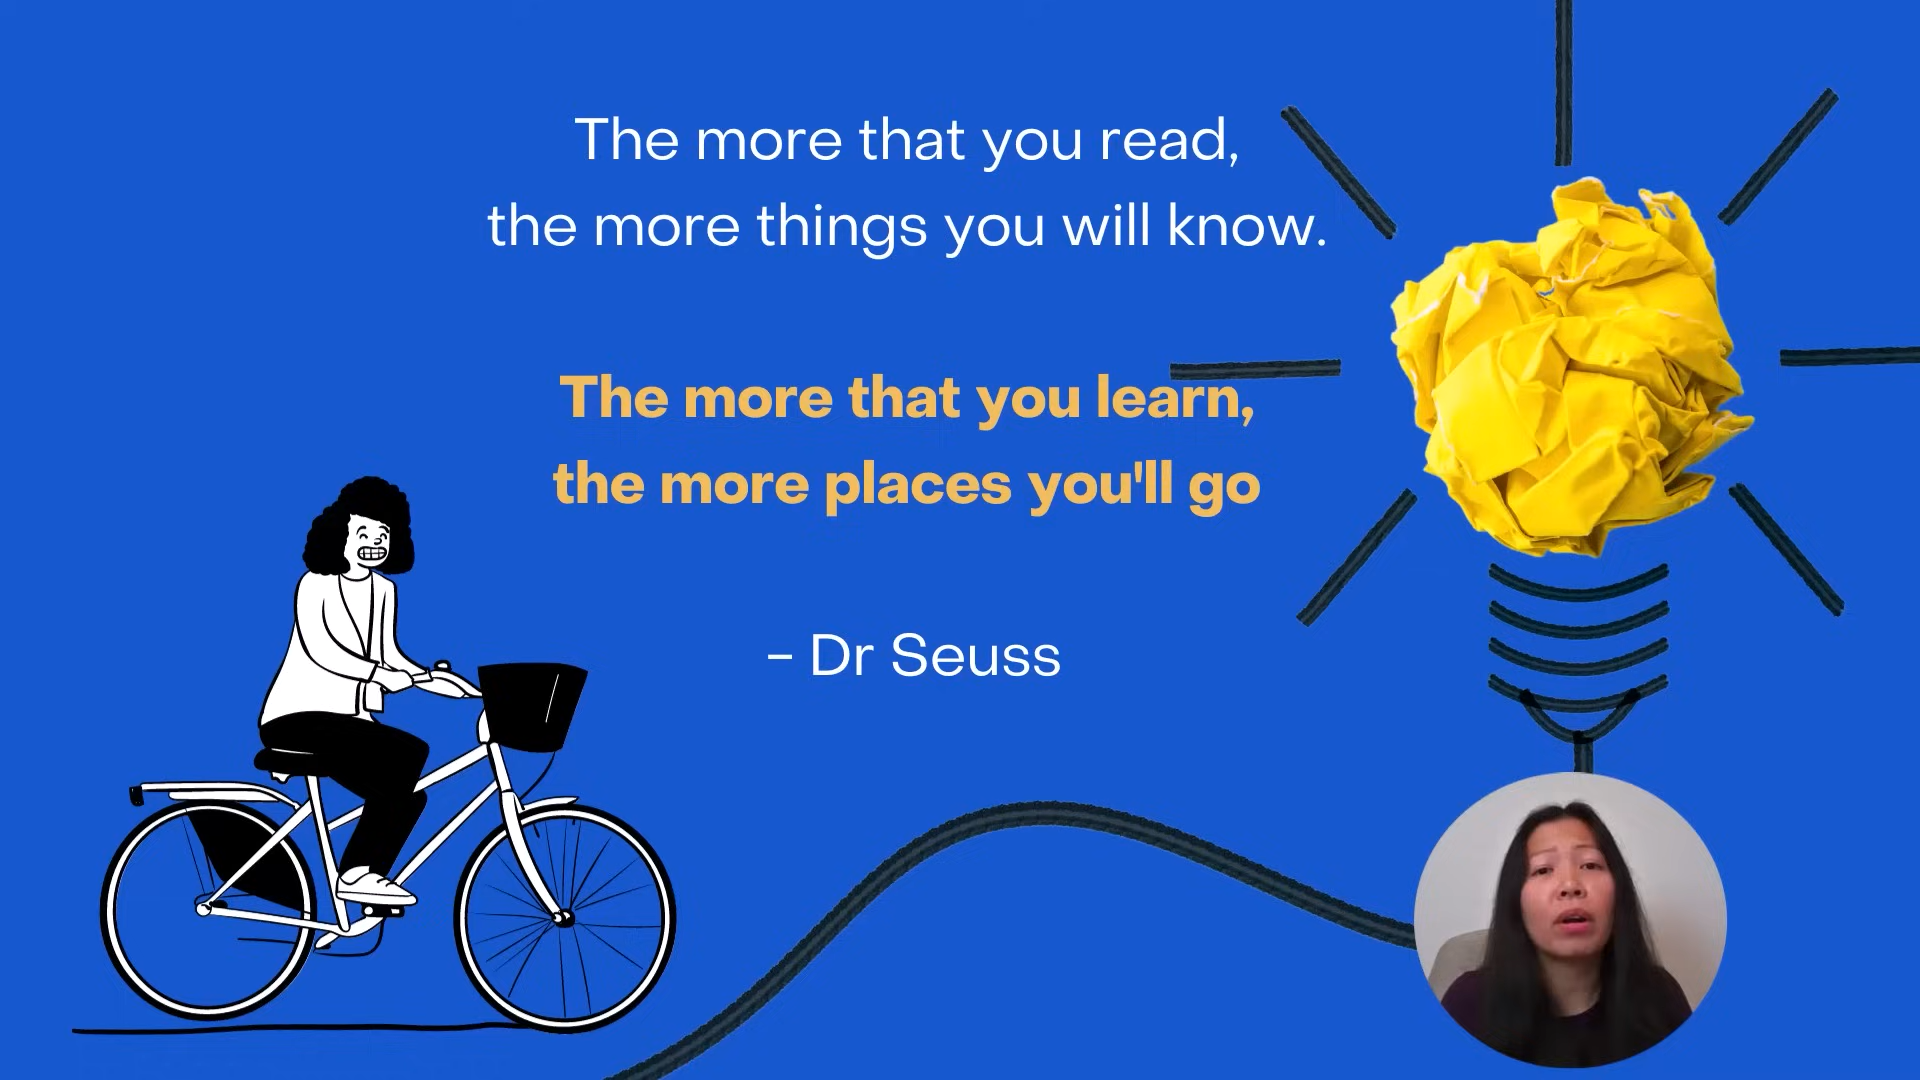 The more that you read,
the more things you will know.
The more that you learn,
the more places you'll go
– Dr Seuss